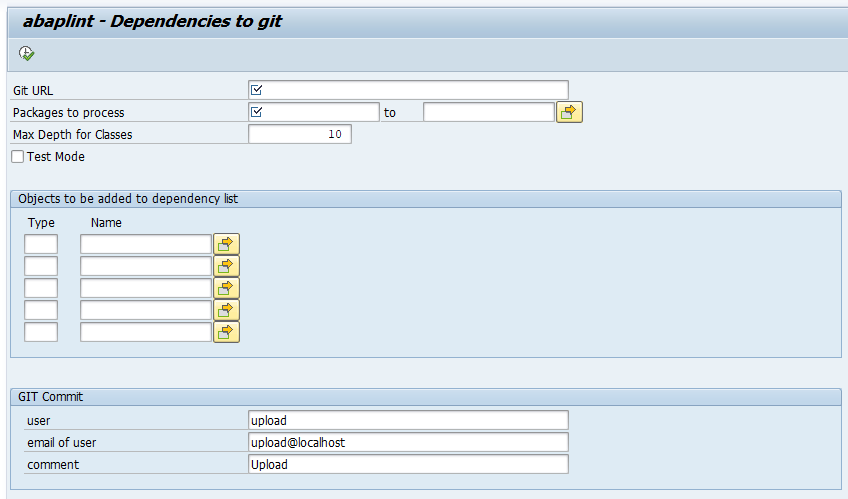 abaplint - Dependencies to git
Git URL
Packages to process to
Max Depth for Classes 10
Test Mode
Objects to be added to dependency list
Type Name
GIT Commit
user upload
email of user upload@localhost
comment Upload